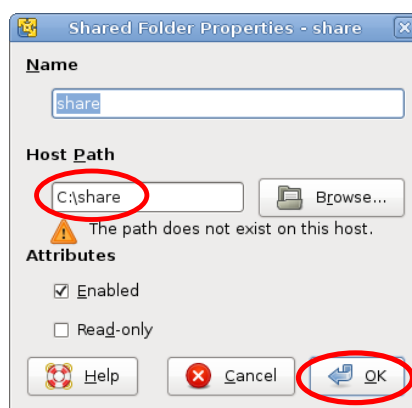 Shared Folder Properties - share
Name
share
Host Path
C:\share
Browse...
The path does not exist on this host.
Attributes
Enabled
Read-only
Help
Cancel
OK